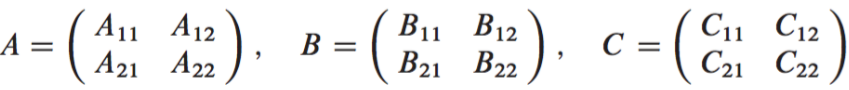 A = ( A₁₁ A₁₂ ) , B = ( B₁₁ B₁₂ ) , C = ( C₁₁ C₁₂ )
A₂₁ A₂₂ B₂₁ B₂₂ C₂₁ C₂₂